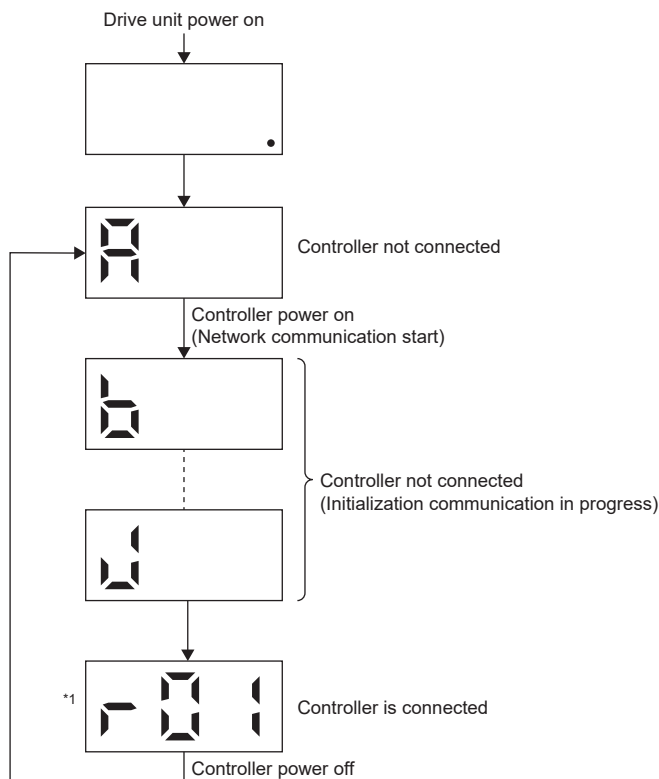 Drive unit power on
.
A
Controller not connected
Controller power on
(Network communication start)
b
Controller not connected
(Initialization communication in progress)
J
*1
r01
Controller is connected
Controller power off